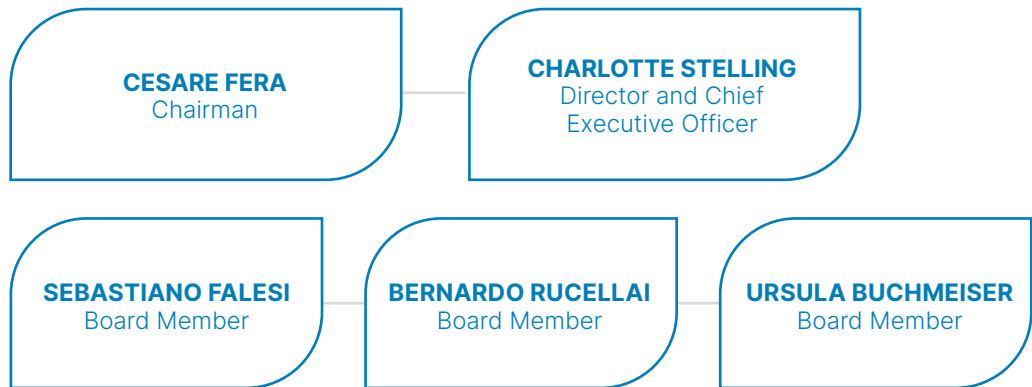 CESARE FERA
Chairman
CHARLOTTE STELLING
Director and Chief
Executive Officer
SEBASTIANO FALESI
Board Member
BERNARDO RUCELLAI
Board Member
URSULA BUCHMEISER
Board Member